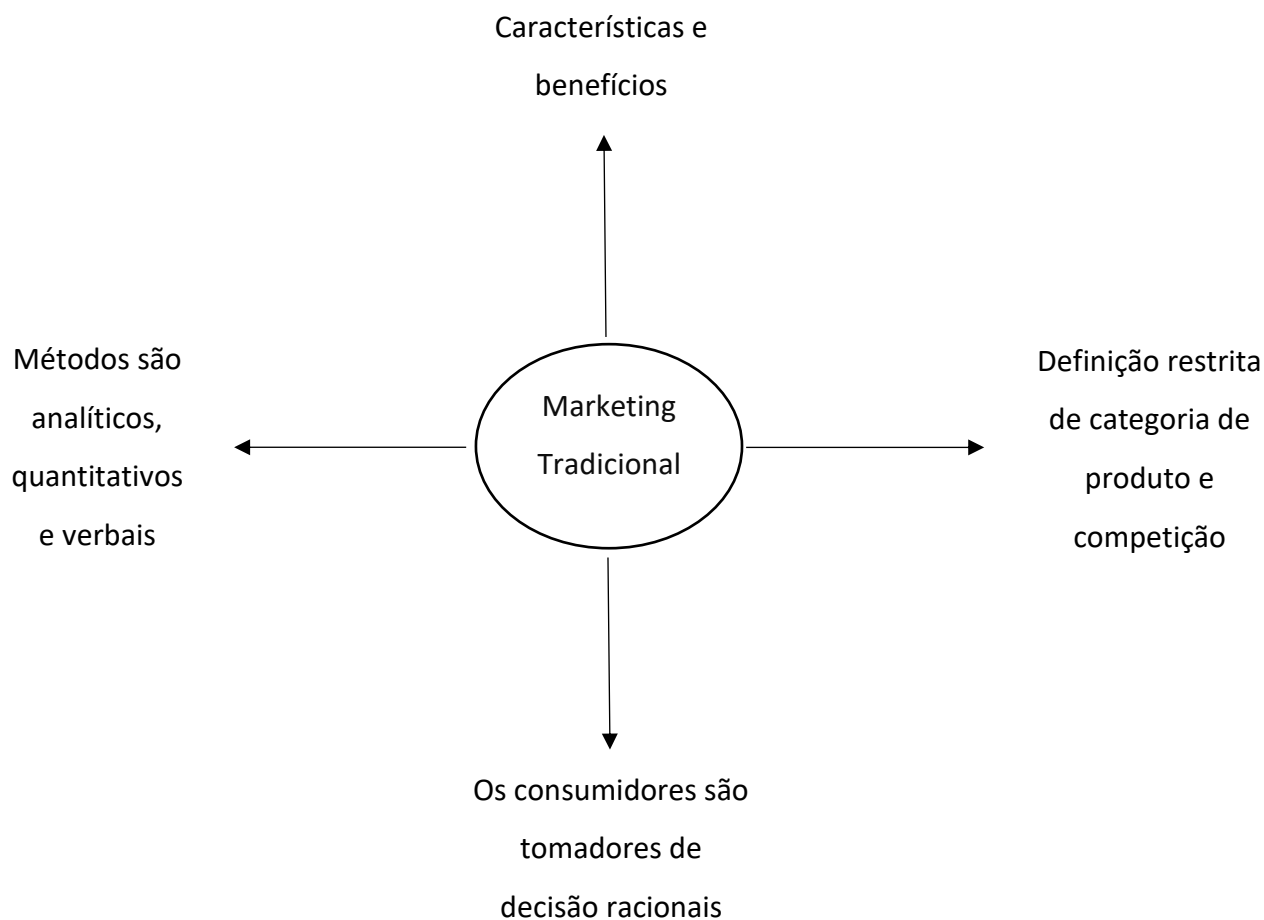 Características e
benefícios
Métodos são
analíticos,
quantitativos
e verbais
Marketing
Tradicional
Definição restrita
de categoria de
produto e
competição
Os consumidores são
tomadores de
decisão racionais